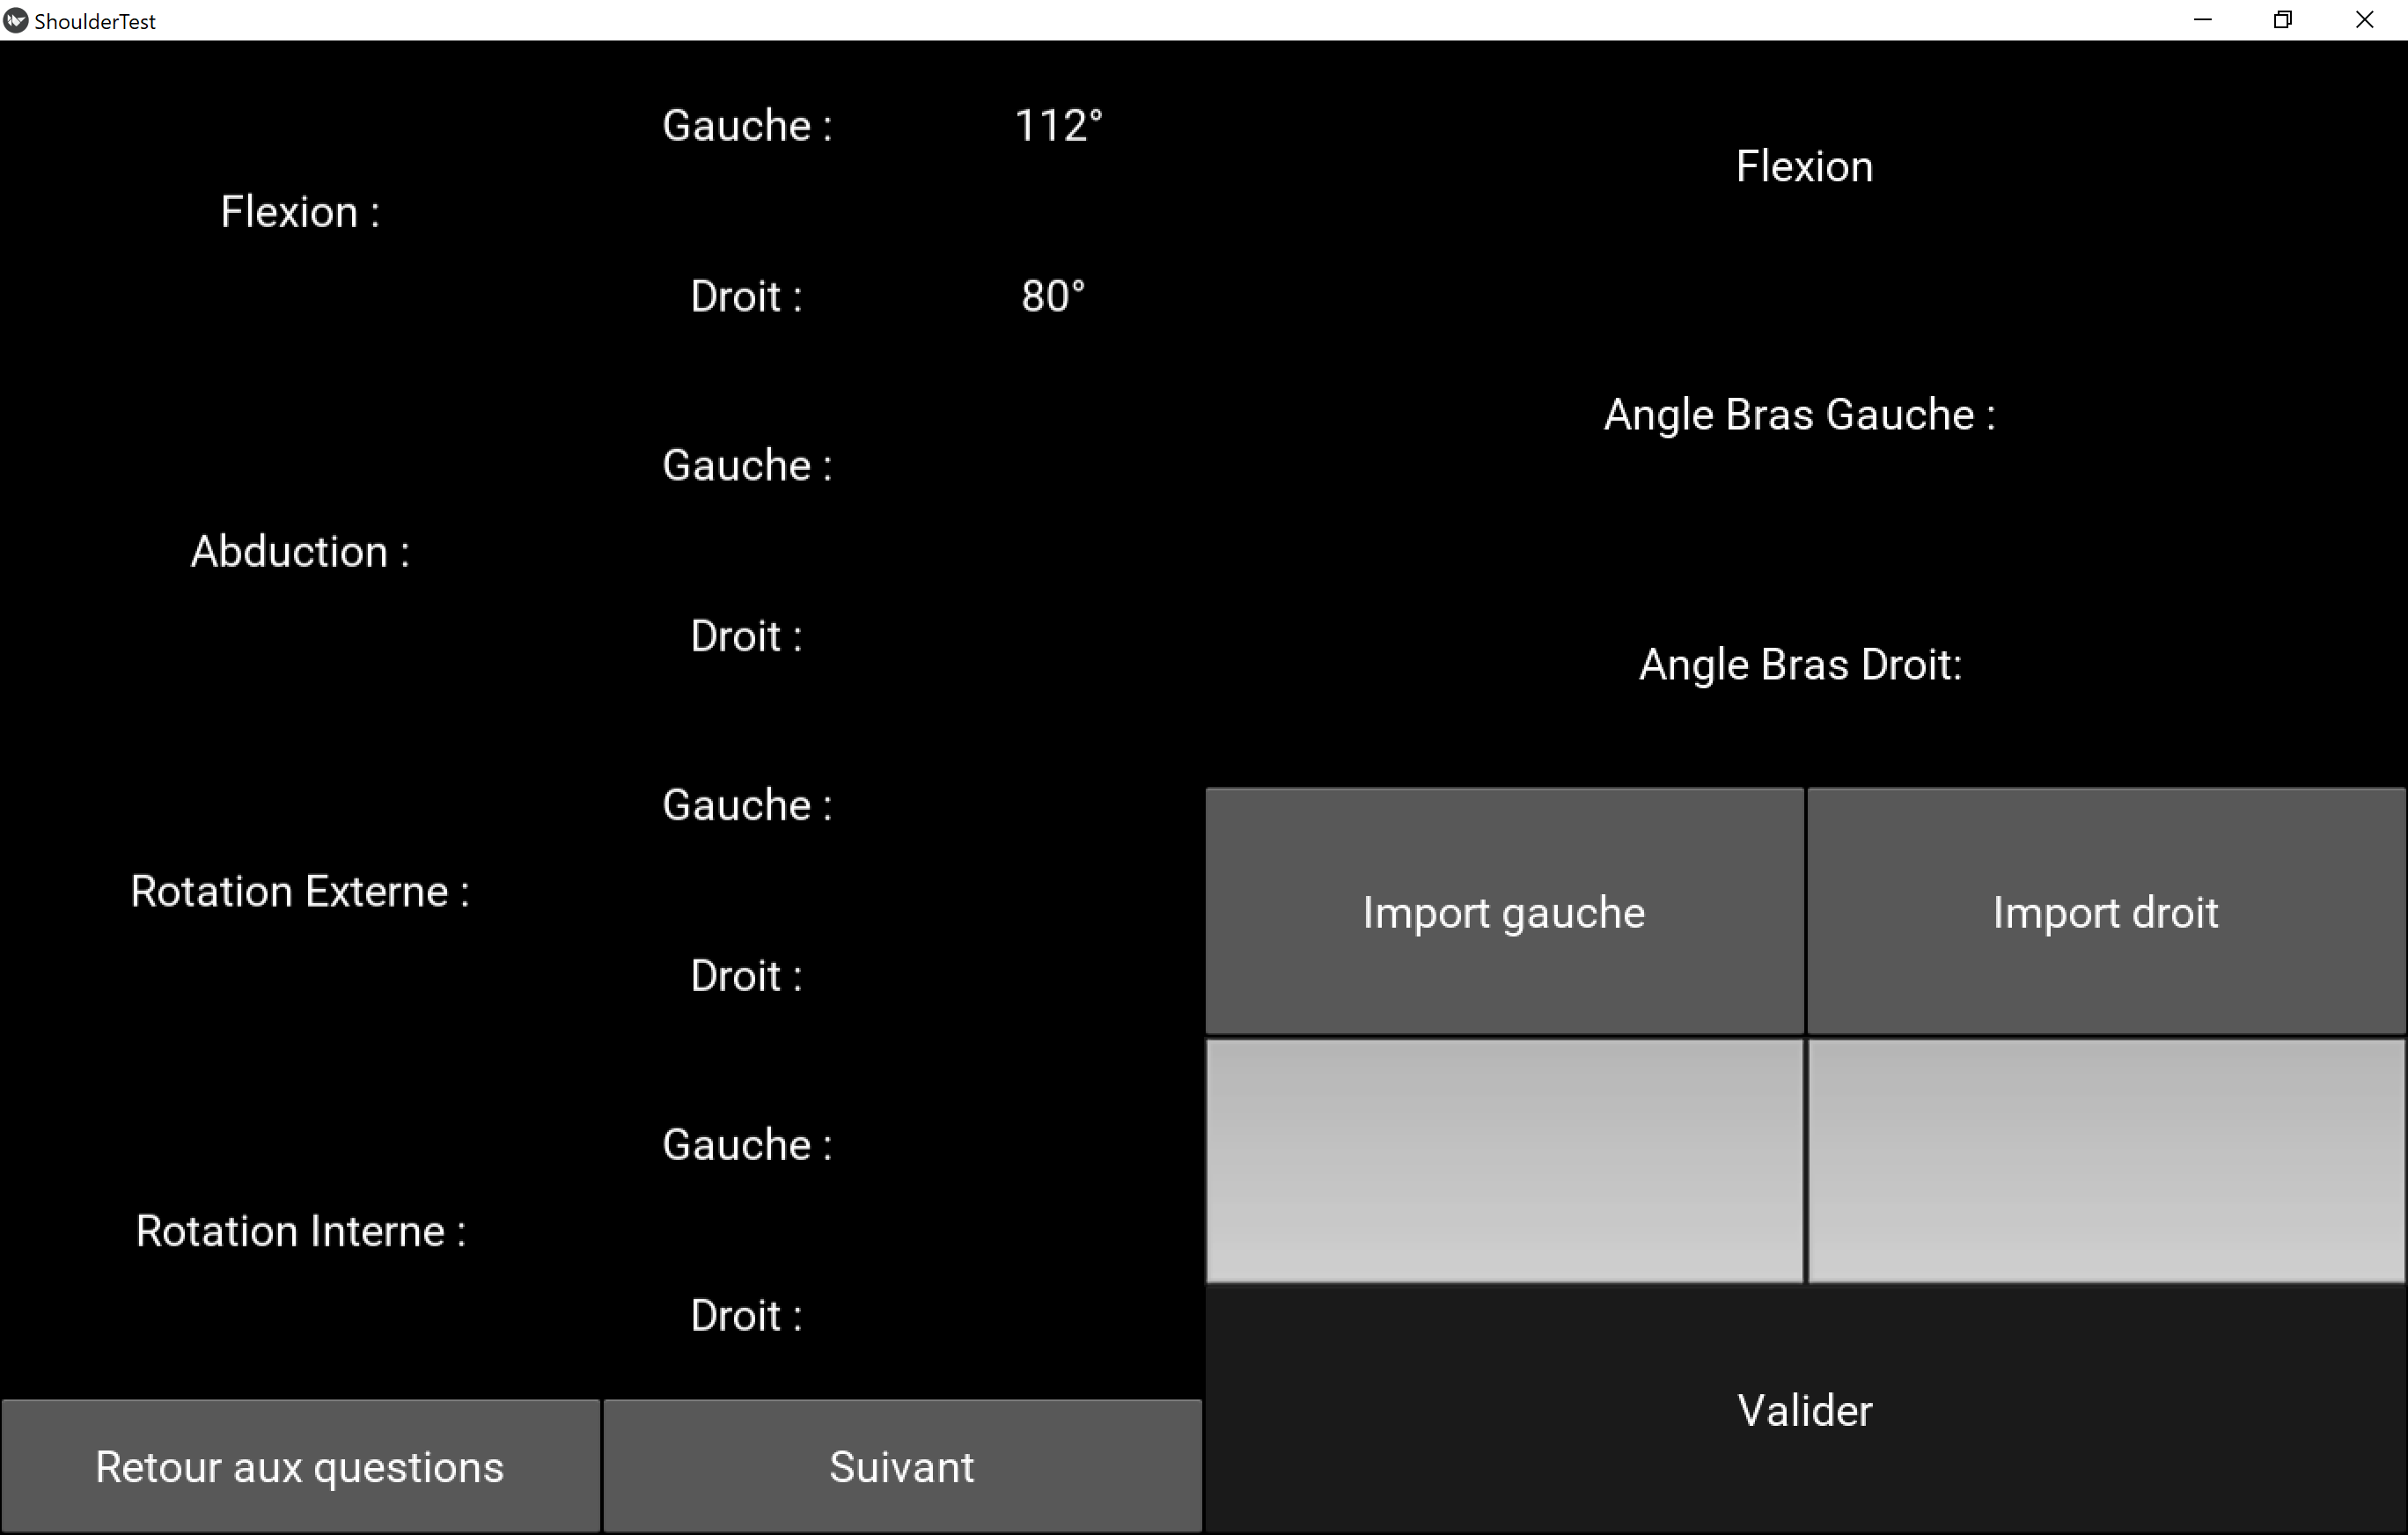 ShoulderTest
Flexion :
Gauche : 112°
Droit : 80°
Abduction :
Gauche :
Droit :
Rotation Externe :
Gauche :
Droit :
Rotation Interne :
Gauche :
Droit :
Retour aux questions
Suivant
Flexion
Angle Bras Gauche :
Angle Bras Droit:
Import gauche
Import droit
Valider